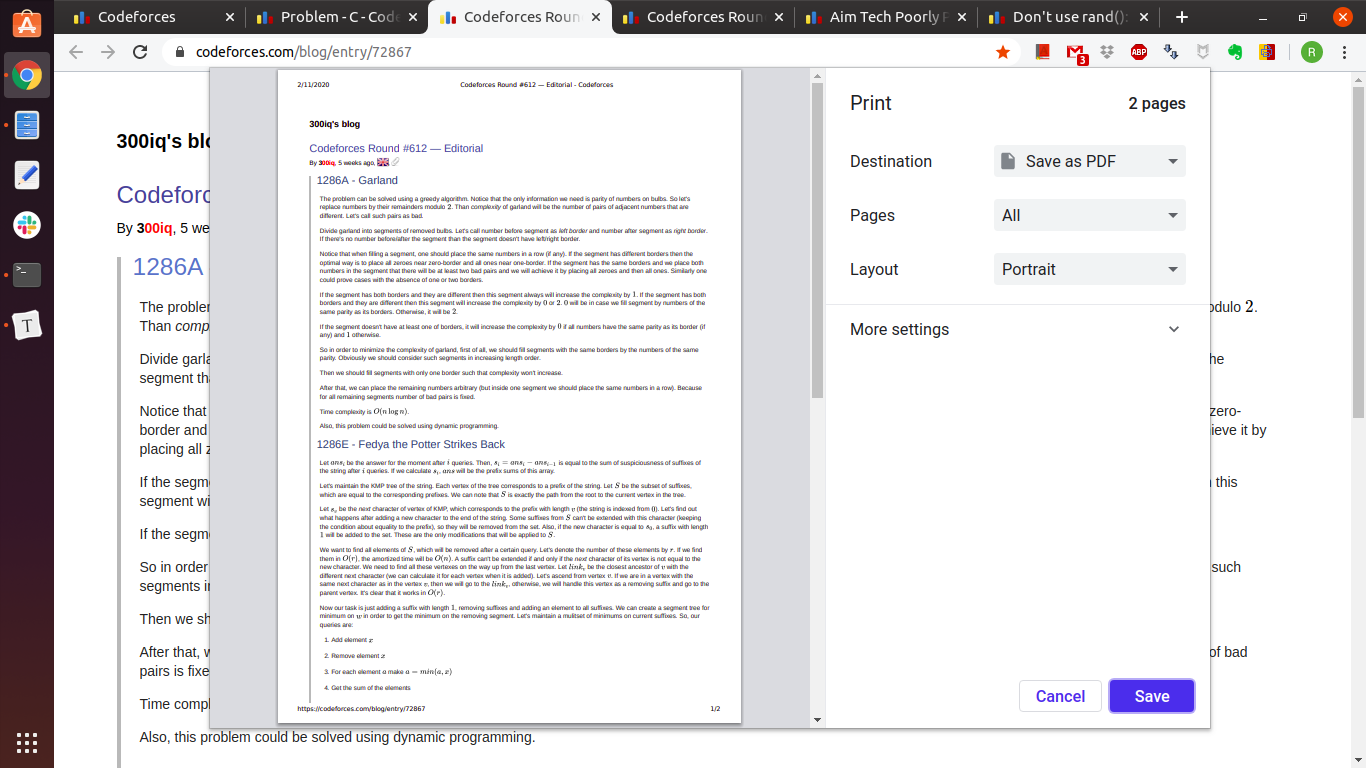 Codeforces
Problem - C - Code
Codeforces Roun
Codeforces Roun
Aim Tech Poorly P
Don't use rand():
codeforces.com/blog/entry/72867
ABP
3
R
300iq's blo
Codeforc
By 300iq, 5 we
1286A
The probler
Than comp
Divide garla
segment tha
Notice that
border and
placing all z
If the segm
segment wi
If the segm
So in order
segments in
Then we sh
After that, w
pairs is fixe
Time compl
Also, this problem could be solved using dynamic programming.
odulo 2.
he
zero-
ieve it by
this
such
of bad
2/11/2020
Codeforces Round #612 — Editorial - Codeforces
300iq's blog
Codeforces Round #612 — Editorial
By 300iq, 5 weeks ago,
1286A - Garland
The problem can be solved using a greedy algorithm. Notice that the only information we need is parity of numbers on bulbs. So let's
replace numbers by their remainders modulo 2. Than complexity of garland will be the number of pairs of adjacent numbers that are
different. Let's call such pairs as bad.
Divide garland into segments of removed bulbs. Let's call number before segment as left border and number after segment as right border.
If there's no number before/after the segment than the segment doesn't have left/right border.
Notice that when filling a segment, one should place the same numbers in a row (if any). If the segment has different borders then the
optimal way is to place all zeroes near zero-border and all ones near one-border. If the segment has the same borders and we place both
numbers in the segment that there will be at least two bad pairs and we will achieve it by placing all zeroes and then all ones. Similarly one
could prove cases with the absence of one or two borders.
If the segment has both borders and they are different then this segment always will increase the complexity by 1. If the segment has both
borders and they are different then this segment will increase the complexity by 0 or 2. 0 will be in case we fill segment by numbers of the
same parity as its borders. Otherwise, it will be 2.
If the segment doesn't have at least one of borders, it will increase the complexity by 0 if all numbers have the same parity as its border (if
any) and 1 otherwise.
So in order to minimize the complexity of garland, first of all, we should fill segments with the same borders by the numbers of the same
parity. Obviously we should consider such segments in increasing length order.
Then we should fill segments with only one border such that complexity won't increase.
After that, we can place the remaining numbers arbitrary (but inside one segment we should place the same numbers in a row). Because
for all remaining segments number of bad pairs is fixed.
Time complexity is O(n log n).
Also, this problem could be solved using dynamic programming.
1286E - Fedya the Potter Strikes Back
Let ans_i be the answer for the moment after i queries. Then, s_i = ans_i − ans_{i−1} is equal to the sum of suspiciousness of suffixes of
the string after i queries. If we calculate s_i, ans will be the prefix sums of this array.
Let's maintain the KMP tree of the string. Each vertex of the tree corresponds to a prefix of the string. Let S be the subset of suffixes,
which are equal to the corresponding prefixes. We can note that S is exactly the path from the root to the current vertex in the tree.
Let s_v be the next character of vertex of KMP, which corresponds to the prefix with length v (the string is indexed from 0). Let's find out
what happens after adding a new character to the end of the string. Some suffixes from S can't be extended with this character (keeping
the condition about equality to the prefix), so they will be removed from the set. Also, if the new character is equal to s_0, a suffix with length
1 will be added to the set. These are the only modifications that will be applied to S.
We want to find all elements of S, which will be removed after a certain query. Let's denote the number of these elements by r. If we find
them in O(r), the amortized time will be O(n). A suffix can't be extended if and only if the next character of its vertex is not equal to the
new character. We need to find all these vertices on the way up from the last vertex. Let link_v be the closest ancestor of v with the
different next character (we can calculate it for each vertex when it is added). Let's ascend from vertex v. If we are in a vertex with the
same next character as in the vertex v, then we will go to the link_v, otherwise, we will handle this vertex as a removing suffix and go to the
parent vertex. It's clear that it works in O(r).
Now our task is just adding a suffix with length 1, removing suffixes and adding an element to all suffixes. We can create a segment tree for
minimum on w in order to get the minimum on the removing segment. Let's maintain a mulitset of minimums on current suffixes. So, our
queries are:
1. Add element x
2. Remove element x
3. For each element a make a = min(a, x)
4. Get the sum of the elements
https://codeforces.com/blog/entry/72867
1/2
Print
2 pages
Destination
Save as PDF
Pages
All
Layout
Portrait
More settings
Cancel
Save